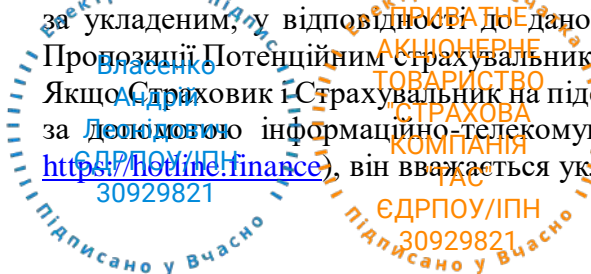 за укладеним, у відповідності до дано
Пропозиції Потенційним страхувальник
Якщо Страховик і Страхувальник на під
за допомогою інформаційно-телекому
https://hotline.finance), він вважається ук
Власенко
Андрій
Леонідович
ЄДРПОУ/ІПН
30929821
Підписано у Вчасно
ПРИВАТНЕ
АКЦІОНЕРНЕ
ТОВАРИСТВО
"СТРАХОВА
КОМПАНІЯ
"ТАС"
ЄДРПОУ/ІПН
30929821
Підписано у Вчасно